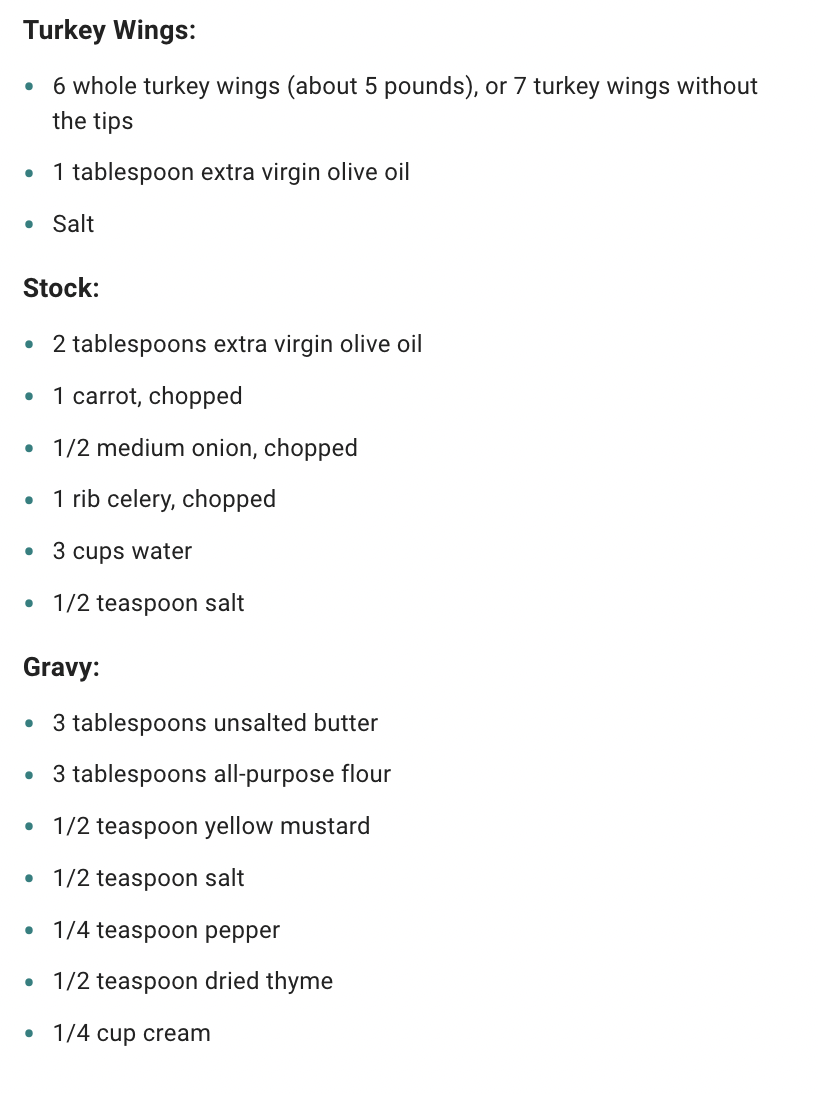 Turkey Wings:
• 6 whole turkey wings (about 5 pounds), or 7 turkey wings without
the tips
• 1 tablespoon extra virgin olive oil
• Salt
Stock:
• 2 tablespoons extra virgin olive oil
• 1 carrot, chopped
• 1/2 medium onion, chopped
• 1 rib celery, chopped
• 3 cups water
• 1/2 teaspoon salt
Gravy:
• 3 tablespoons unsalted butter
• 3 tablespoons all-purpose flour
• 1/2 teaspoon yellow mustard
• 1/2 teaspoon salt
• 1/4 teaspoon pepper
• 1/2 teaspoon dried thyme
• 1/4 cup cream